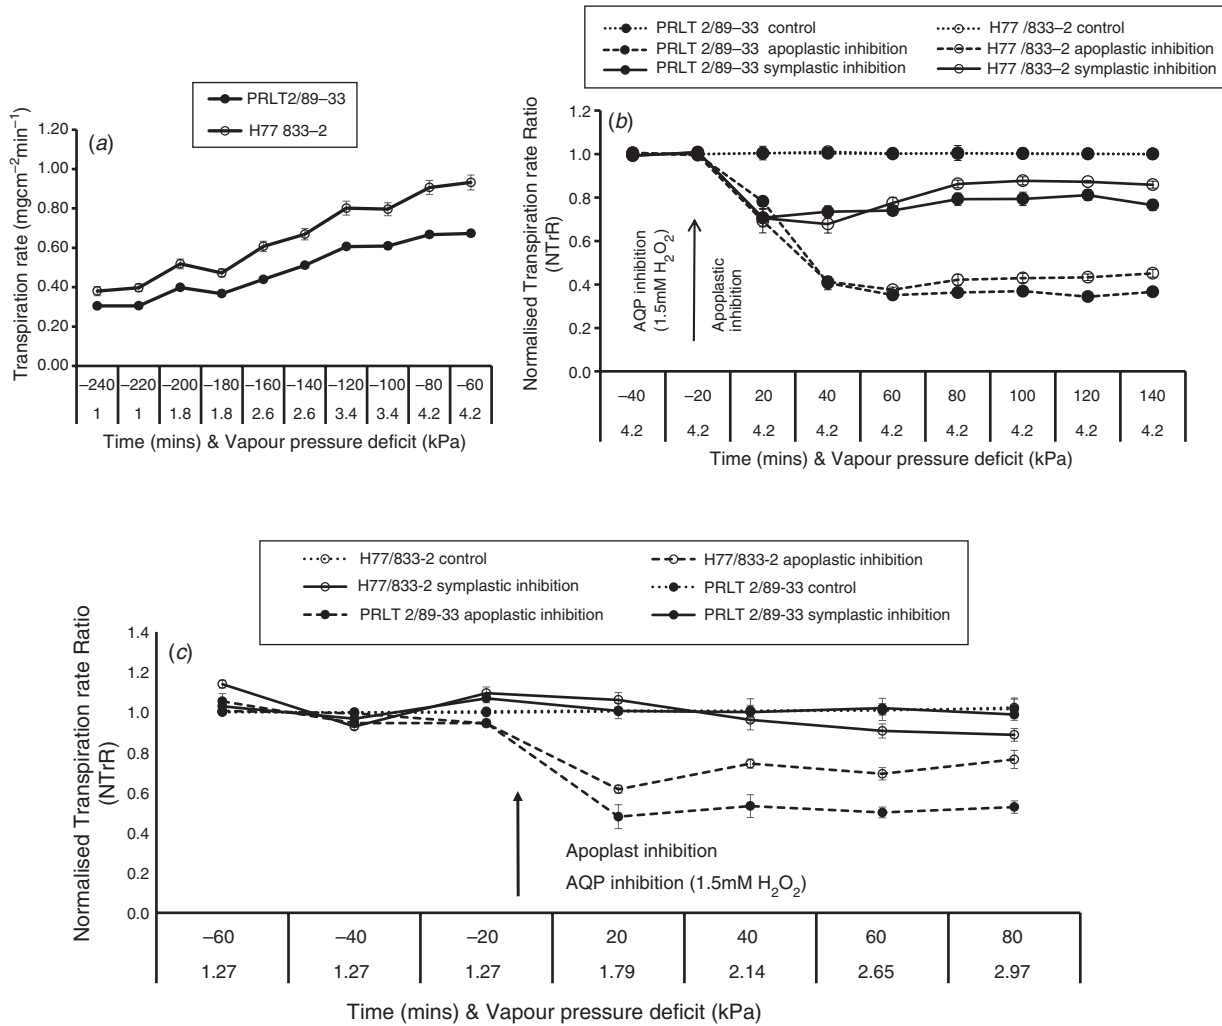 PRLT2/89–33
H77 833–2
(a)
Transpiration rate (mgcm⁻²min⁻¹)
1.20
1.00
0.80
0.60
0.40
0.20
0.00
–240 –220 –200 –180 –160 –140 –120 –100 –80 –60
1 1 1.8 1.8 2.6 2.6 3.4 3.4 4.2 4.2
Time (mins) & Vapour pressure deficit (kPa)
PRLT 2/89–33 control
PRLT 2/89–33 apoplastic inhibition
PRLT 2/89–33 symplastic inhibition
H77 /833–2 control
H77 /833–2 apoplastic inhibition
H77 /833–2 symplastic inhibition
(b)
Normalised Transpiration rate Ratio
(NTrR)
1.2
1.0
0.8
0.6
0.4
0.2
0.0
AQP inhibition
(1.5mM H₂O₂)
Apoplastic
inhibition
–40 –20 20 40 60 80 100 120 140
4.2 4.2 4.2 4.2 4.2 4.2 4.2 4.2 4.2
Time (mins) & Vapour pressure deficit (kPa)
H77/833-2 control
H77/833-2 symplastic inhibition
PRLT 2/89-33 apoplastic inhibition
H77/833-2 apoplastic inhibition
PRLT 2/89-33 control
PRLT 2/89-33 symplastic inhibition
(c)
Normalised Transpiration rate Ratio
(NTrR)
1.4
1.2
1.0
0.8
0.6
0.4
0.2
0.0
Apoplast inhibition
AQP inhibition (1.5mM H₂O₂)
–60 –40 –20 20 40 60 80
1.27 1.27 1.27 1.79 2.14 2.65 2.97
Time (mins) & Vapour pressure deficit (kPa)